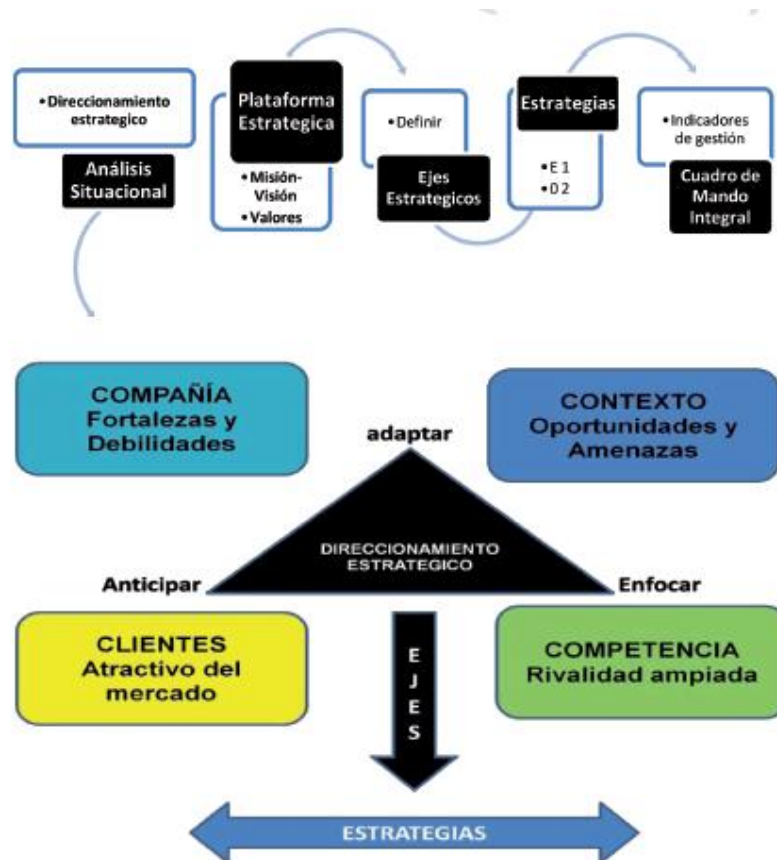 •Direccionamiento
estrategico
Análisis
Situacional
Plataforma
Estrategica
•Misión-
Visión
•Valores
•Definir
Ejes
Estrategicos
Estrategias
•E 1
•02
•Indicadores
de gestión
Cuadro de
Mando
Integral
COMPAÑÍA
Fortalezas y
Debilidades
CONTEXTO
Oportunidades y
Amenazas
adaptar
DIRECCIONAMIENTO
ESTRATEGICO
Anticipar
Enfocar
CLIENTES
Atractivo del
mercado
COMPETENCIA
Rivalidad ampiada
E
J
E
S
ESTRATEGIAS